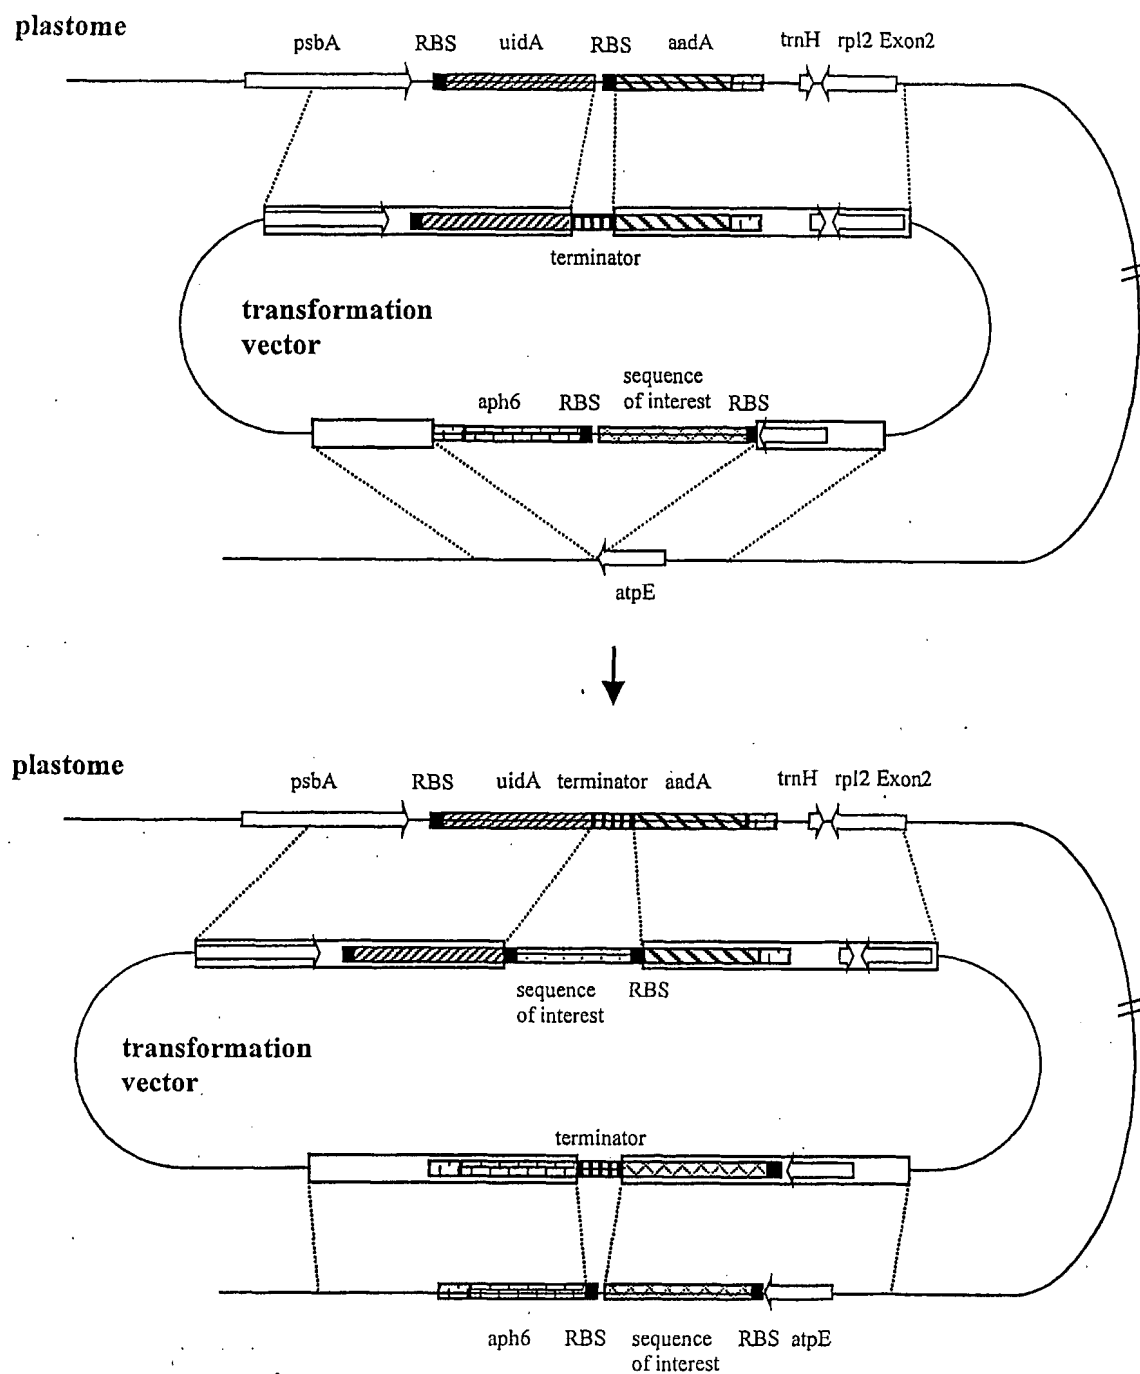 plastome
psbA RBS uidA RBS aadA trnH rpl2 Exon2
terminator
transformation
vector
sequence
of interest
aph6 RBS RBS
atpE
plastome
psbA RBS uidA terminator aadA trnH rpl2 Exon2
sequence
of interest
RBS
transformation
vector
terminator
aph6 RBS sequence RBS atpE
of interest